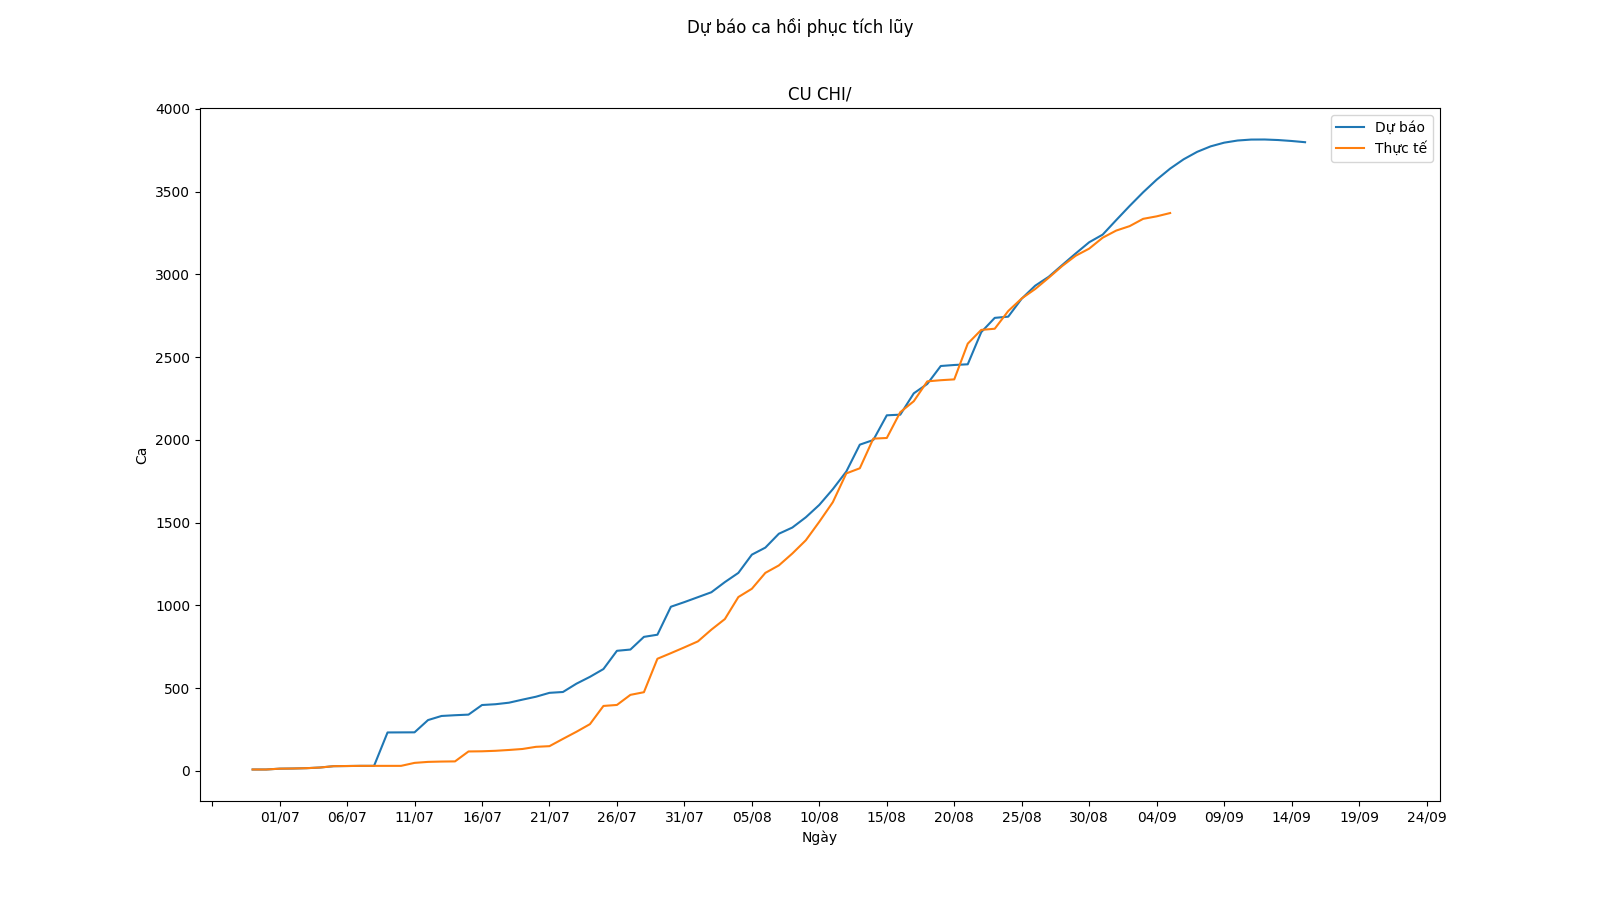 Dự báo ca hồi phục tích lũy
CU CHI/
Dự báo
Thực tế
4000
3500
3000
2500
2000
1500
1000
500
0
Ca
01/07 06/07 11/07 16/07 21/07 26/07 31/07 05/08 10/08 15/08 20/08 25/08 30/08 04/09 09/09 14/09 19/09 24/09
Ngày